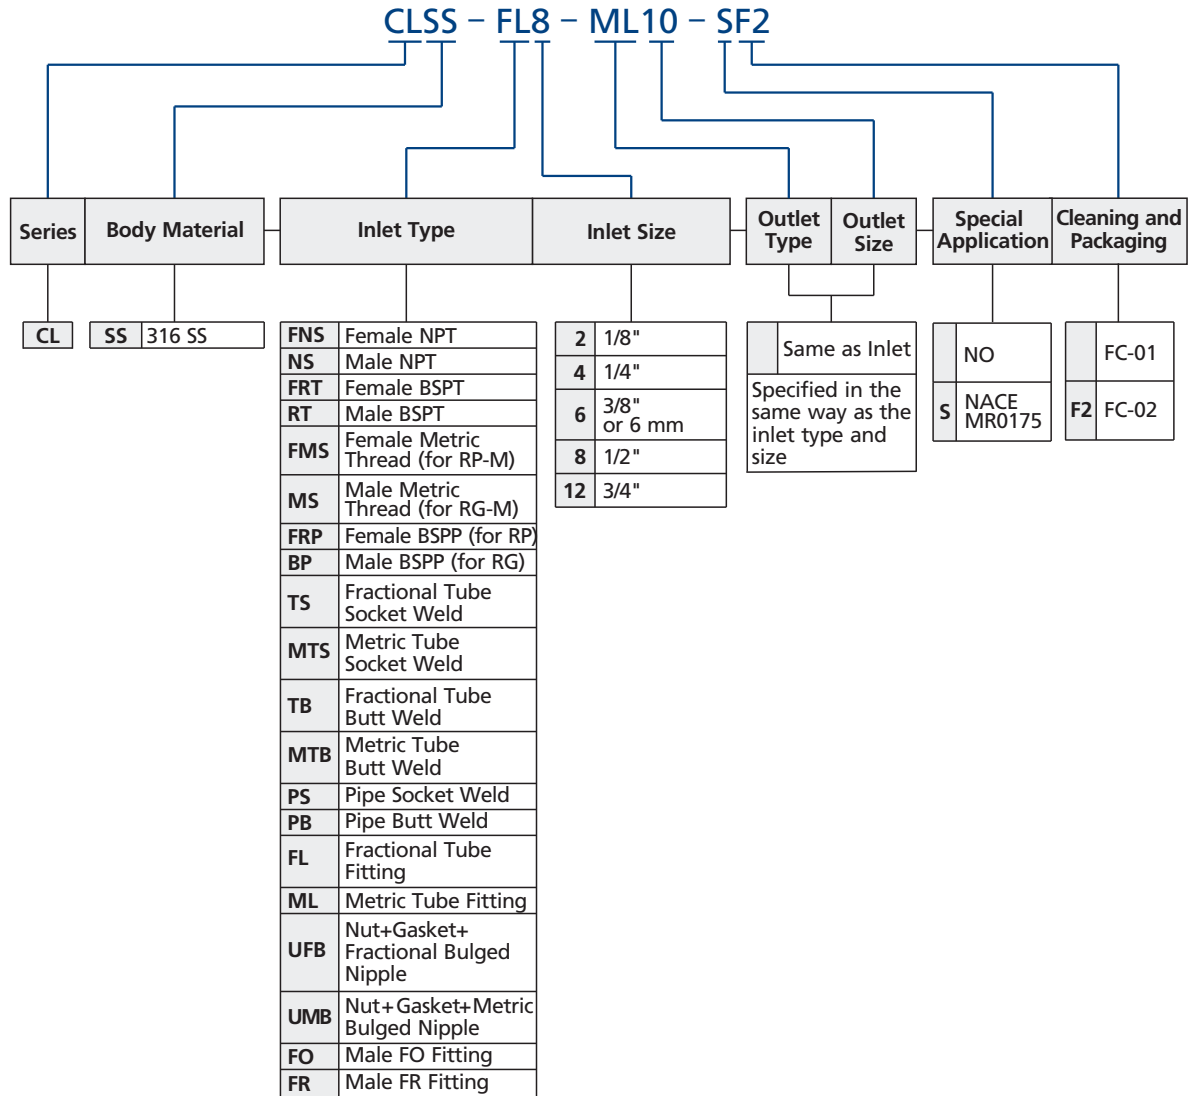 CLSS – FL8 – ML10 – SF2
Series
Body Material
Inlet Type
Inlet Size
Outlet
Type
Outlet
Size
Special
Application
Cleaning and
Packaging
CL
SS 316 SS
FNS Female NPT
NS Male NPT
FRT Female BSPT
RT Male BSPT
FMS Female Metric
Thread (for RP-M)
MS Male Metric
Thread (for RG-M)
FRP Female BSPP (for RP)
BP Male BSPP (for RG)
TS Fractional Tube
Socket Weld
MTS Metric Tube
Socket Weld
TB Fractional Tube
Butt Weld
MTB Metric Tube
Butt Weld
PS Pipe Socket Weld
PB Pipe Butt Weld
FL Fractional Tube
Fitting
ML Metric Tube Fitting
UFB Nut+Gasket+
Fractional Bulged
Nipple
UMB Nut+Gasket+Metric
Bulged Nipple
FO Male FO Fitting
FR Male FR Fitting
2 1/8"
4 1/4"
6 3/8"
or 6 mm
8 1/2"
12 3/4"
Same as Inlet
Specified in the
same way as the
inlet type and
size
NO
S NACE
MR0175
FC-01
F2 FC-02